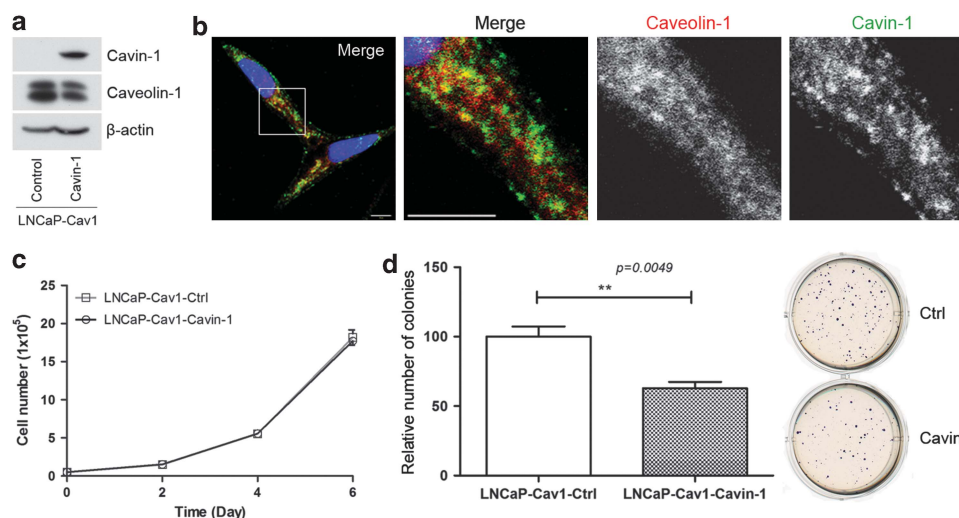 a
Cavin-1
Caveolin-1
β-actin
Control
Cavin-1
LNCaP-Cav1
b
Merge
Merge
Caveolin-1
Cavin-1
c
25
20
15
10
5
0
Cell number (1x10⁵)
LNCaP-Cav1-Ctrl
LNCaP-Cav1-Cavin-1
0 2 4 6
Time (Day)
d
150
100
50
0
Relative number of colonies
p=0.0049
**
LNCaP-Cav1-Ctrl LNCaP-Cav1-Cavin-1
Ctrl
Cavin